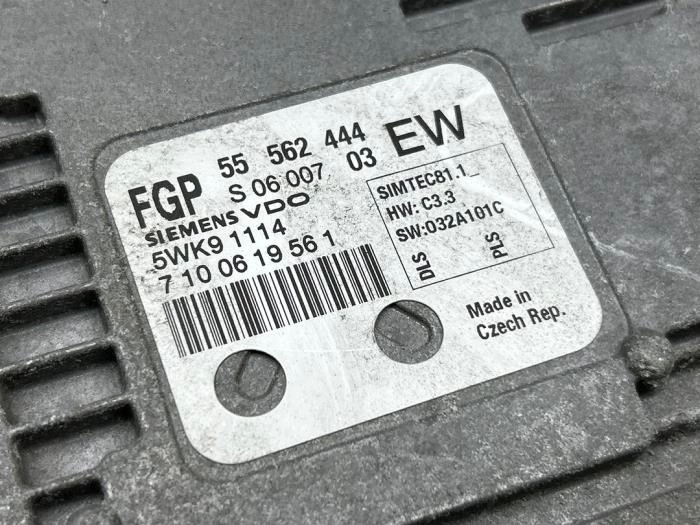 FGP 55 562 444 EW
S 06 007 03
SIEMENS VDO
5WK9 1114
7 10 06 19 56 1
SIMTEC81.1_
HW: C3.3
SW:032A101C
DLS PLS
Made in
Czech Rep.